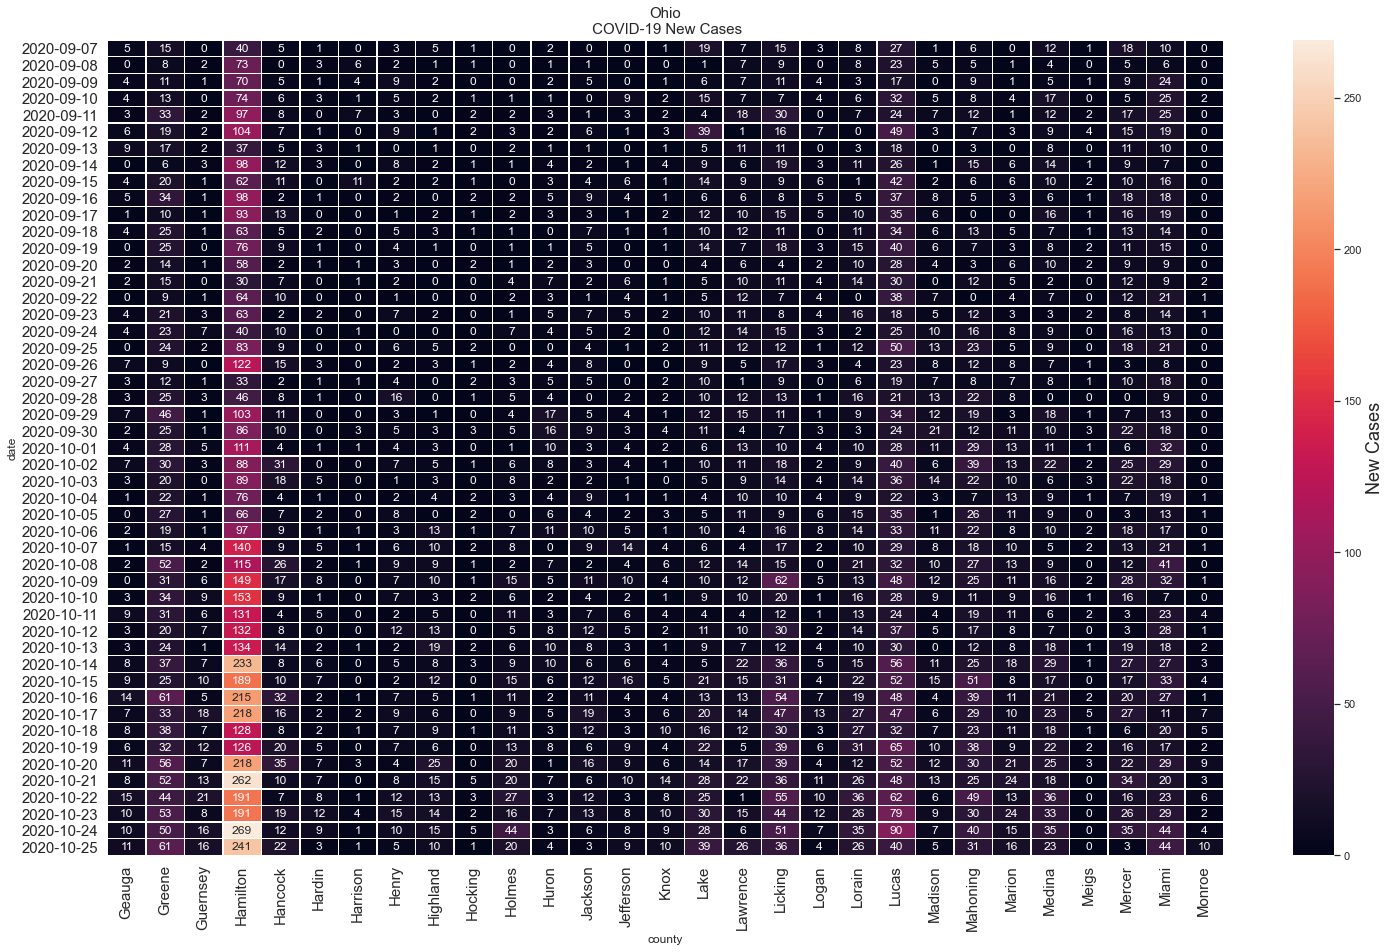 Ohio
COVID-19 New Cases
2020-09-07 5 15 0 40 5 1 0 3 5 1 0 2 0 0 1 19 7 15 3 8 27 1 6 0 12 1 18 10 0
2020-09-08 0 8 2 73 0 3 6 2 1 1 0 1 1 0 0 1 7 9 0 8 23 5 5 1 4 0 5 6 0
2020-09-09 4 11 1 70 5 1 4 9 2 0 0 2 5 0 1 6 7 11 4 3 17 0 9 1 5 1 9 24 0
2020-09-10 4 13 0 74 6 3 1 5 2 1 1 1 0 9 2 15 7 7 4 6 32 5 8 4 17 0 5 25 2
2020-09-11 3 33 2 97 8 0 7 3 0 2 2 3 1 3 2 4 18 30 0 7 24 7 12 1 12 2 17 25 0
2020-09-12 6 19 2 104 7 1 0 9 1 2 3 2 6 1 3 39 1 16 7 0 49 3 7 3 9 4 15 19 0
2020-09-13 9 17 2 37 5 3 1 0 1 0 2 1 1 0 1 5 11 11 0 3 18 0 3 0 8 0 11 10 0
2020-09-14 0 6 3 98 12 3 0 8 2 1 1 4 2 1 4 9 6 19 3 11 26 1 15 6 14 1 9 7 0
2020-09-15 4 20 1 62 11 0 11 2 2 1 0 3 4 6 1 14 9 9 6 1 42 2 6 6 10 2 10 16 0
2020-09-16 5 34 1 98 2 1 0 2 0 2 2 5 9 4 1 6 6 8 5 5 37 8 5 3 6 1 18 18 0
2020-09-17 1 10 1 93 13 0 0 1 2 1 2 3 3 1 2 12 10 15 5 10 35 6 0 0 16 1 16 19 0
2020-09-18 4 25 1 63 5 2 0 5 3 1 1 0 7 1 1 10 12 11 0 11 34 6 13 5 7 1 13 14 0
2020-09-19 0 25 0 76 9 1 0 4 1 0 1 1 5 0 1 14 7 18 3 15 40 6 7 3 8 2 11 15 0
2020-09-20 2 14 1 58 2 1 1 3 0 2 1 2 3 0 0 4 6 4 2 10 28 4 3 6 10 2 9 9 0
2020-09-21 2 15 0 30 7 0 1 2 0 0 4 7 2 6 1 5 10 11 4 14 30 0 12 5 2 0 12 9 2
2020-09-22 0 9 1 64 10 0 0 1 0 0 2 3 1 4 1 5 12 7 4 0 38 7 0 4 7 0 12 21 1
2020-09-23 4 21 3 63 2 2 0 7 2 0 1 5 7 5 2 10 11 8 4 16 18 5 12 3 3 2 8 14 1
2020-09-24 4 23 7 40 10 0 1 0 0 0 7 4 5 2 0 12 14 15 3 2 25 10 16 8 9 0 16 13 0
2020-09-25 0 24 2 83 9 0 0 6 5 2 0 0 4 1 2 11 12 12 1 12 50 13 23 5 9 0 18 21 0
2020-09-26 7 9 0 122 15 3 0 2 3 1 2 4 8 0 0 9 5 17 3 4 23 8 12 8 7 1 3 8 0
2020-09-27 3 12 1 33 2 1 1 4 0 2 3 5 5 0 2 10 1 9 0 6 19 7 8 7 8 1 10 18 0
2020-09-28 3 25 3 46 8 1 0 16 0 1 5 4 0 2 2 10 12 13 1 16 21 13 22 8 0 0 0 9 0
2020-09-29 7 46 1 103 11 0 0 3 1 0 4 17 5 4 1 12 15 11 1 9 34 12 19 3 18 1 7 13 0
2020-09-30 2 25 1 86 10 0 3 5 3 3 5 16 9 3 4 11 4 7 3 3 24 21 12 11 10 3 22 18 0
2020-10-01 4 28 5 111 4 1 1 4 3 0 1 10 3 4 2 6 13 10 4 10 28 11 29 13 11 1 6 32 0
2020-10-02 7 30 3 88 31 0 0 7 5 1 6 8 3 4 1 10 11 18 2 9 40 6 39 13 22 2 25 29 0
2020-10-03 3 20 0 89 18 5 0 1 3 0 8 2 2 1 0 5 9 14 4 14 36 14 22 10 6 3 22 18 0
2020-10-04 1 22 1 76 4 1 0 2 4 2 3 4 9 1 1 4 10 10 4 9 22 3 7 13 9 1 7 19 1
2020-10-05 0 27 1 66 7 2 0 8 0 2 0 6 4 2 3 5 11 9 6 15 35 1 26 11 9 0 3 13 1
2020-10-06 2 19 1 97 9 1 1 3 13 1 7 11 10 5 1 10 4 16 8 14 33 11 22 8 10 2 18 17 0
2020-10-07 1 15 4 140 9 5 1 6 10 2 8 0 9 14 4 6 4 17 2 10 29 8 18 10 5 2 13 21 1
2020-10-08 2 52 2 115 26 2 1 9 9 1 2 7 2 4 6 12 14 15 0 21 32 10 27 13 9 0 12 41 0
2020-10-09 0 31 6 149 17 8 0 7 10 1 15 5 11 10 4 10 12 62 5 13 48 12 25 11 16 2 28 32 1
2020-10-10 3 34 9 153 9 1 0 7 3 2 6 2 4 2 1 9 10 20 1 16 28 9 11 9 16 1 16 7 0
2020-10-11 9 31 6 131 4 5 0 2 5 0 11 3 7 6 4 4 4 12 1 13 24 4 19 11 6 2 3 23 4
2020-10-12 3 20 7 132 8 0 0 12 13 0 5 8 12 5 2 11 10 30 2 14 37 5 17 8 7 0 3 28 1
2020-10-13 3 24 1 134 14 2 1 2 19 2 6 10 8 3 1 9 7 12 4 10 30 0 12 8 18 1 19 18 2
2020-10-14 8 37 7 233 8 6 0 5 8 3 9 10 6 6 4 5 22 36 5 15 56 11 25 18 29 1 27 27 3
2020-10-15 9 25 10 189 10 7 0 2 12 0 15 6 12 16 5 21 15 31 4 22 52 15 51 8 17 0 17 33 4
2020-10-16 14 61 5 215 32 2 1 7 5 1 11 2 11 4 4 13 13 54 7 19 48 4 39 11 21 2 20 27 1
2020-10-17 7 33 18 218 16 2 2 9 6 0 9 5 19 3 6 20 14 47 13 27 47 6 29 10 23 5 27 11 7
2020-10-18 8 38 7 128 8 2 1 7 9 1 11 3 12 3 10 16 12 30 3 27 32 7 23 11 18 1 6 20 5
2020-10-19 6 32 12 126 20 5 0 7 6 0 13 8 6 9 4 22 5 39 6 31 65 10 38 9 22 2 16 17 2
2020-10-20 11 56 7 218 35 7 3 4 25 0 20 1 16 9 6 14 17 39 4 12 52 12 30 21 25 3 22 29 9
2020-10-21 8 52 13 262 10 7 0 8 15 5 20 7 6 10 14 28 22 36 11 26 48 13 25 24 18 0 34 20 3
2020-10-22 15 44 21 191 7 8 1 12 13 3 27 3 12 3 8 25 1 55 10 36 62 6 49 13 36 0 16 23 6
2020-10-23 10 53 8 191 19 12 4 15 14 2 16 7 13 8 10 30 15 44 12 26 79 9 30 24 33 0 26 29 2
2020-10-24 10 50 16 269 12 9 1 10 15 5 44 3 6 8 9 28 6 51 7 35 90 7 40 15 35 0 35 44 4
2020-10-25 11 61 16 241 22 3 1 5 10 1 20 4 3 9 10 39 26 36 4 26 40 5 31 16 23 0 3 44 10
Geauga Greene Guernsey Hamilton Hancock Hardin Harrison Henry Highland Hocking Holmes Huron Jackson Jefferson Knox Lake Lawrence Licking Logan Lorain Lucas Madison Mahoning Marion Medina Meigs Mercer Miami Monroe
county
date
250
200
150
100
50
0
New Cases